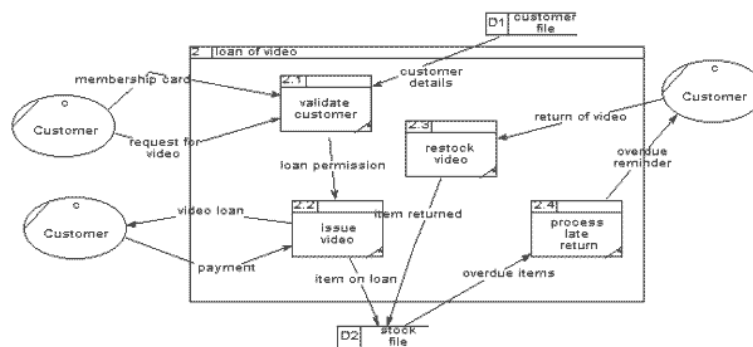 D1 customer
file
2 loan of video
membership card
2.1
validate
customer
customer
details
c
Customer
request for
video
2.3
restock
video
return of video
c
Customer
loan permission
overdue
reminder
video loan
2.2
issue
video
item returned
2.4
process
late
return
c
Customer
payment
item on loan
overdue items
D2 stock
file